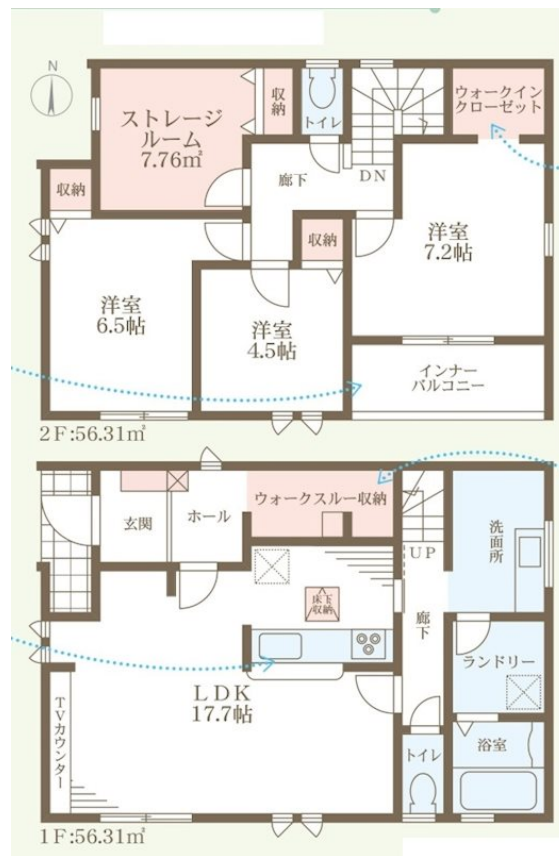 N
ストレージ
ルーム
7.76㎡
収納
トイレ
ウォークイン
クローゼット
収納
廊下
DN
洋室
7.2帖
収納
洋室
6.5帖
洋室
4.5帖
インナー
バルコニー
2F:56.31㎡
玄関
ホール
ウォークスルー収納
洗面所
UP
床下
収納
廊下
ランドリー
LDK
17.7帖
TVカウンター
トイレ
浴室
1F:56.31㎡